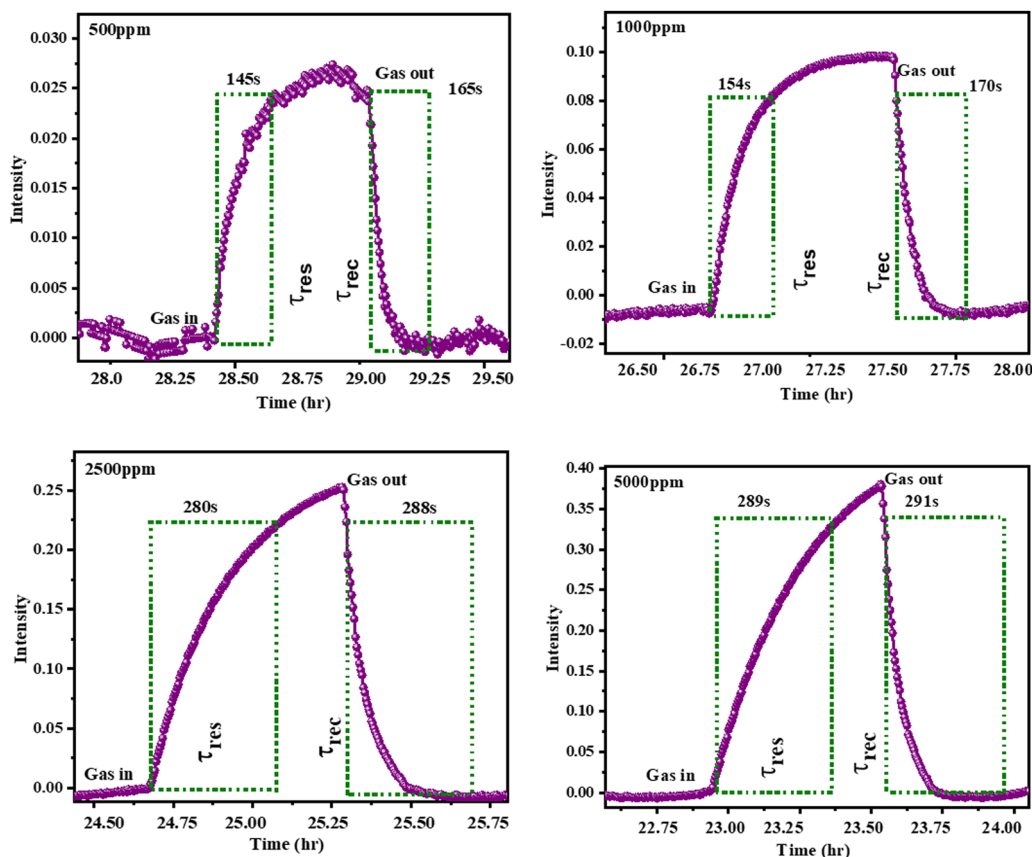 500ppm
0.030
0.025
0.020
0.015
0.010
0.005
0.000
Intensity
145s
Gas out
165s
Gas in
τres
τrec
28.0 28.25 28.50 28.75 29.00 29.25 29.50
Time (hr)
1000ppm
0.10
0.08
0.06
0.04
0.02
0.00
-0.02
Intensity
154s
Gas out
170s
Gas in
τres
τrec
26.50 26.75 27.00 27.25 27.50 27.75 28.00
Time (hr)
2500ppm
0.25
0.20
0.15
0.10
0.05
0.00
Intensity
280s
Gas out
288s
Gas in
τres
τrec
24.50 24.75 25.00 25.25 25.50 25.75
Time (hr)
5000ppm
0.40
0.35
0.30
0.25
0.20
0.15
0.10
0.05
0.00
Intensity
289s
Gas out
291s
Gas in
τres
τrec
22.75 23.00 23.25 23.50 23.75 24.00
Time (hr)